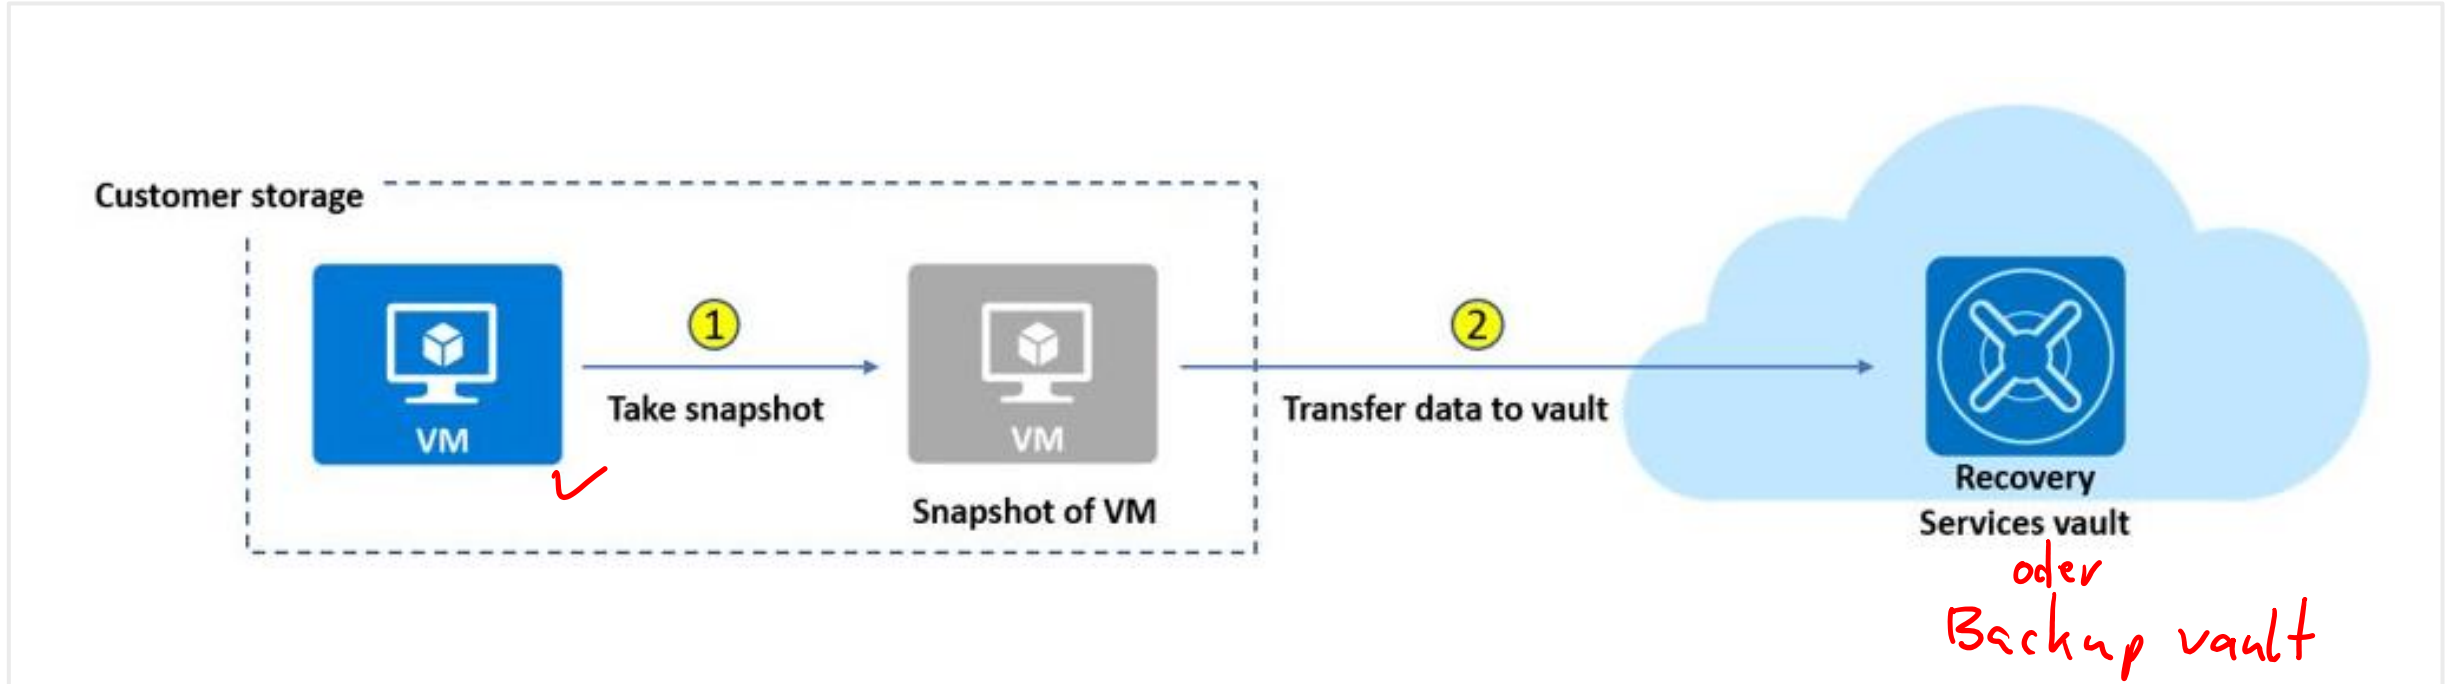 Customer storage
1
2
Take snapshot
Transfer data to vault
VM
VM
Snapshot of VM
Recovery
Services vault
oder
Backup vault